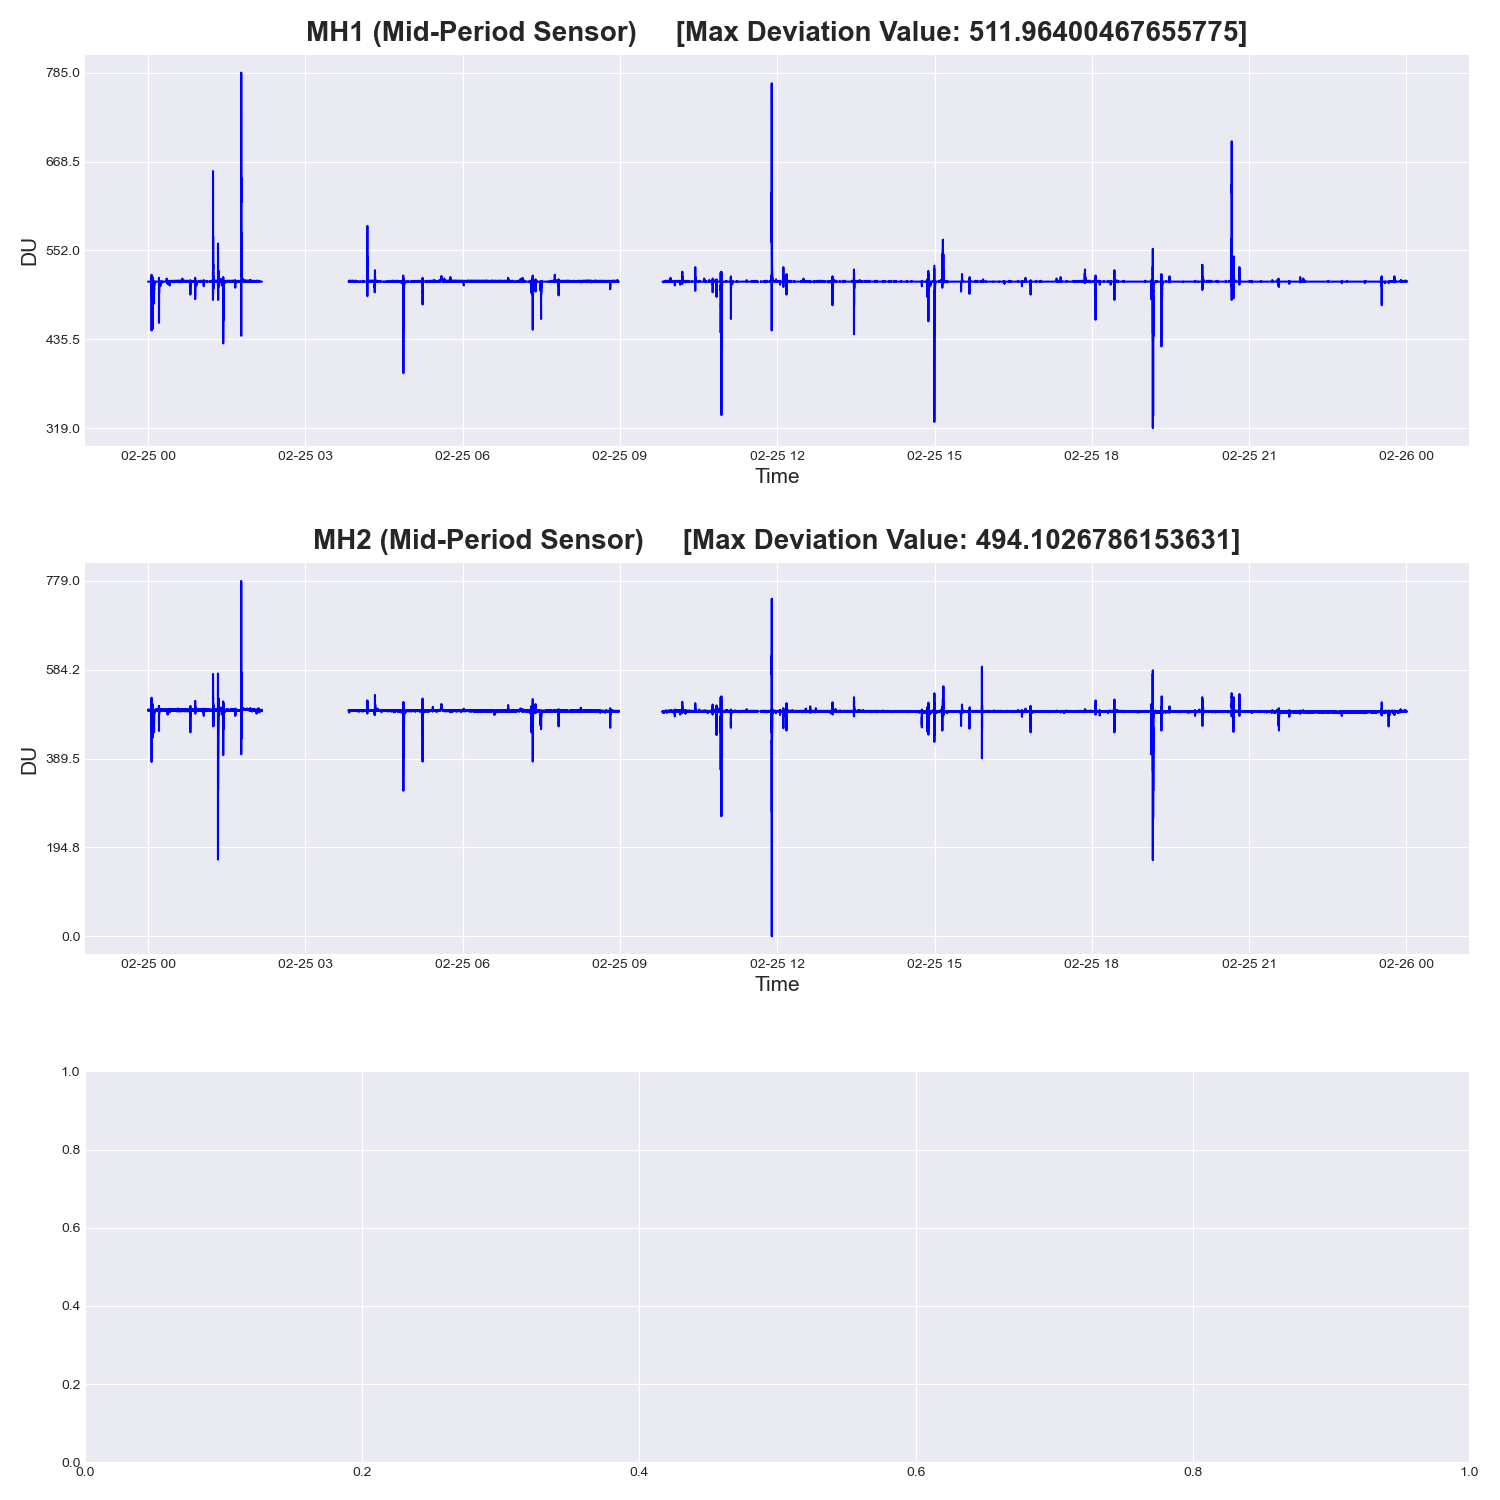 MH1 (Mid-Period Sensor) [Max Deviation Value: 511.96400467655775]
785.0
668.5
552.0
435.5
319.0
DU
02-25 00 02-25 03 02-25 06 02-25 09 02-25 12 02-25 15 02-25 18 02-25 21 02-26 00
Time
MH2 (Mid-Period Sensor) [Max Deviation Value: 494.1026786153631]
779.0
584.2
389.5
194.8
0.0
DU
02-25 00 02-25 03 02-25 06 02-25 09 02-25 12 02-25 15 02-25 18 02-25 21 02-26 00
Time
1.0
0.8
0.6
0.4
0.2
0.0
0.0 0.2 0.4 0.6 0.8 1.0